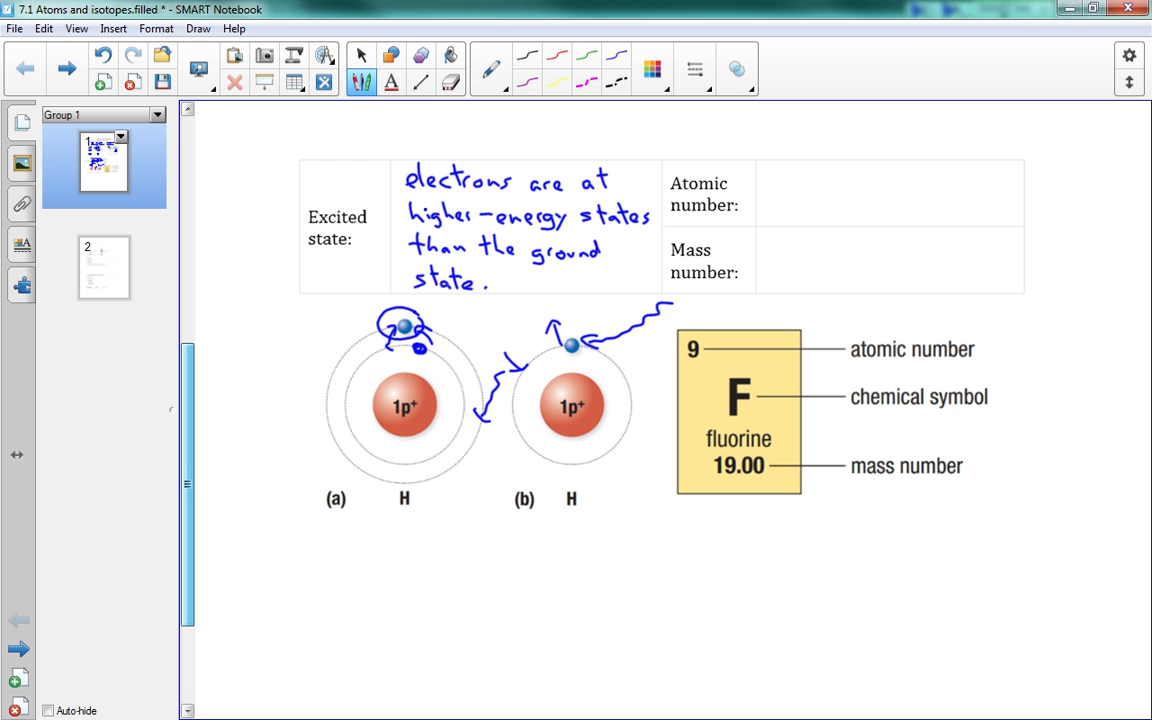 7.1 Atoms and isotopes.filled * - SMART Notebook
File Edit View Insert Format Draw Help
Group 1
1
2
Excited
state:
electrons are at
higher-energy states
than the ground
state.
Atomic
number:
Mass
number:
1p+
(a) H
1p+
(b) H
9
F
fluorine
19.00
atomic number
chemical symbol
mass number
Auto-hide